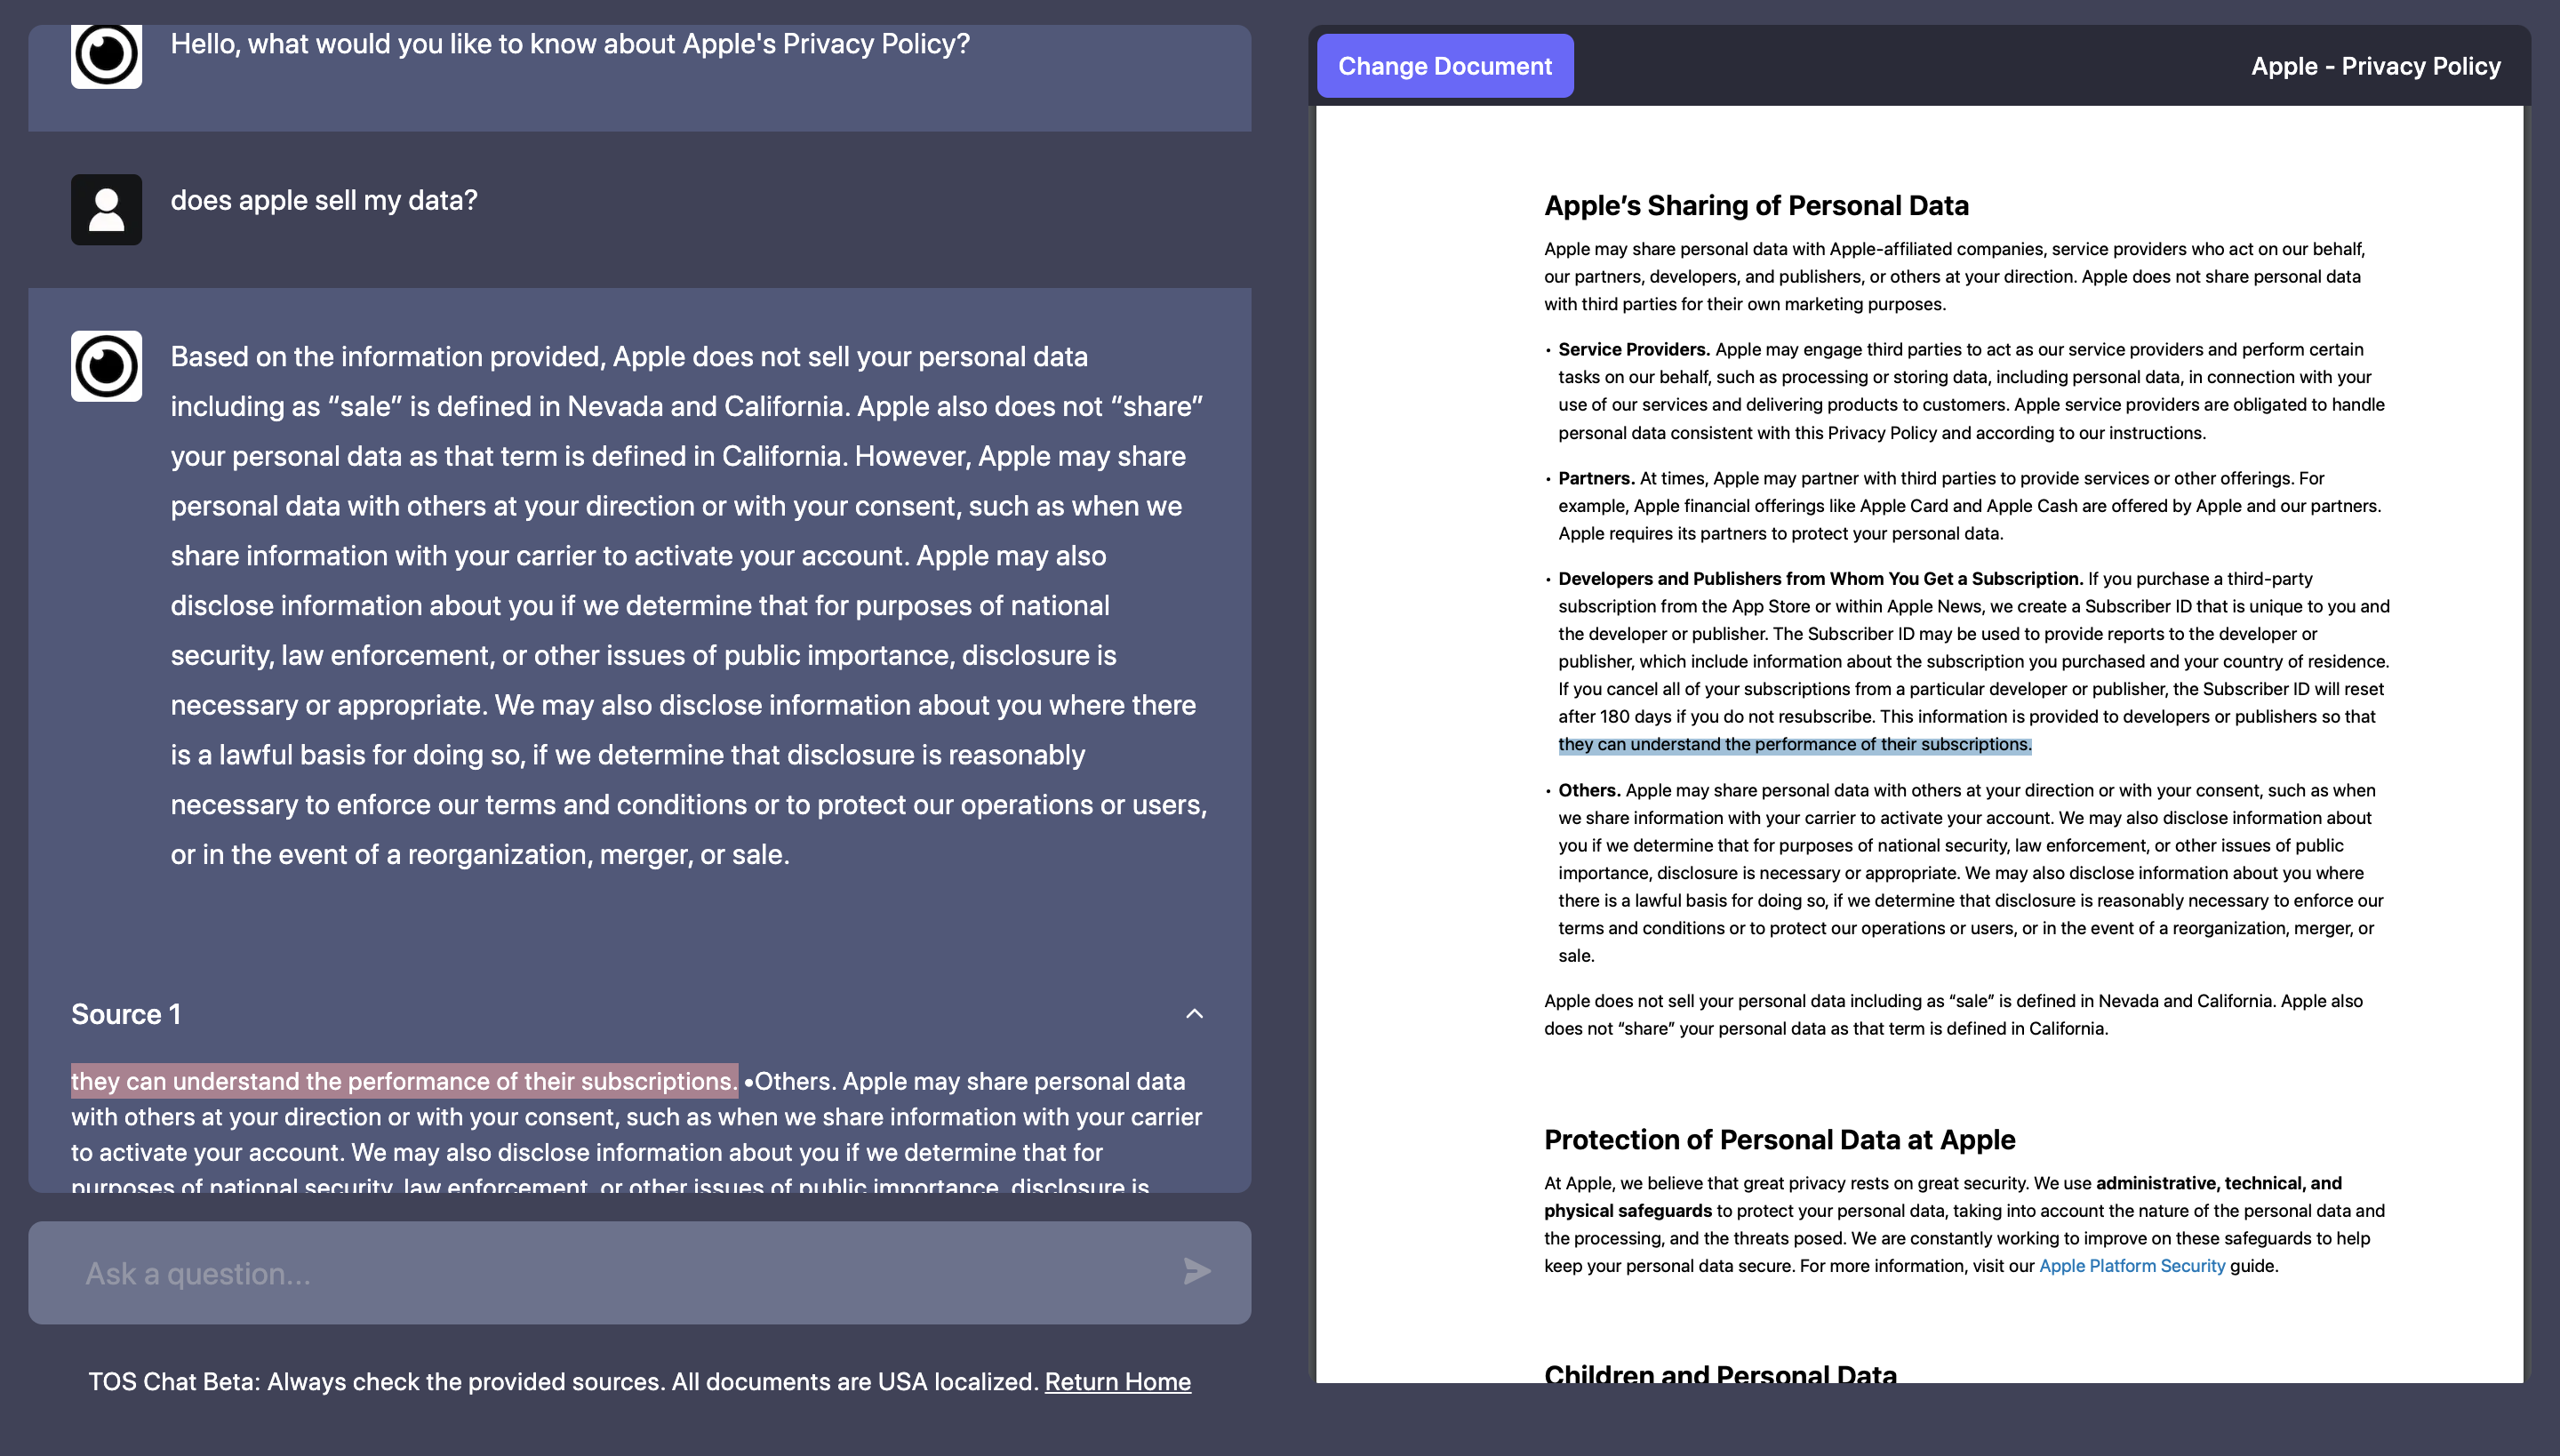 Hello, what would you like to know about Apple's Privacy Policy?
does apple sell my data?
Based on the information provided, Apple does not sell your personal data
including as “sale” is defined in Nevada and California. Apple also does not “share”
your personal data as that term is defined in California. However, Apple may share
personal data with others at your direction or with your consent, such as when we
share information with your carrier to activate your account. Apple may also
disclose information about you if we determine that for purposes of national
security, law enforcement, or other issues of public importance, disclosure is
necessary or appropriate. We may also disclose information about you where there
is a lawful basis for doing so, if we determine that disclosure is reasonably
necessary to enforce our terms and conditions or to protect our operations or users,
or in the event of a reorganization, merger, or sale.
Source 1
they can understand the performance of their subscriptions. •Others. Apple may share personal data
with others at your direction or with your consent, such as when we share information with your carrier
to activate your account. We may also disclose information about you if we determine that for
purposes of national security, law enforcement, or other issues of public importance, disclosure is
Ask a question...
TOS Chat Beta: Always check the provided sources. All documents are USA localized. Return Home
Change Document
Apple - Privacy Policy
Apple’s Sharing of Personal Data
Apple may share personal data with Apple-affiliated companies, service providers who act on our behalf,
our partners, developers, and publishers, or others at your direction. Apple does not share personal data
with third parties for their own marketing purposes.
• Service Providers. Apple may engage third parties to act as our service providers and perform certain
tasks on our behalf, such as processing or storing data, including personal data, in connection with your
use of our services and delivering products to customers. Apple service providers are obligated to handle
personal data consistent with this Privacy Policy and according to our instructions.
• Partners. At times, Apple may partner with third parties to provide services or other offerings. For
example, Apple financial offerings like Apple Card and Apple Cash are offered by Apple and our partners.
Apple requires its partners to protect your personal data.
• Developers and Publishers from Whom You Get a Subscription. If you purchase a third-party
subscription from the App Store or within Apple News, we create a Subscriber ID that is unique to you and
the developer or publisher. The Subscriber ID may be used to provide reports to the developer or
publisher, which include information about the subscription you purchased and your country of residence.
If you cancel all of your subscriptions from a particular developer or publisher, the Subscriber ID will reset
after 180 days if you do not resubscribe. This information is provided to developers or publishers so that
they can understand the performance of their subscriptions.
• Others. Apple may share personal data with others at your direction or with your consent, such as when
we share information with your carrier to activate your account. We may also disclose information about
you if we determine that for purposes of national security, law enforcement, or other issues of public
importance, disclosure is necessary or appropriate. We may also disclose information about you where
there is a lawful basis for doing so, if we determine that disclosure is reasonably necessary to enforce our
terms and conditions or to protect our operations or users, or in the event of a reorganization, merger, or
sale.
Apple does not sell your personal data including as “sale” is defined in Nevada and California. Apple also
does not “share” your personal data as that term is defined in California.
Protection of Personal Data at Apple
At Apple, we believe that great privacy rests on great security. We use administrative, technical, and
physical safeguards to protect your personal data, taking into account the nature of the personal data and
the processing, and the threats posed. We are constantly working to improve on these safeguards to help
keep your personal data secure. For more information, visit our Apple Platform Security guide.
Children and Personal Data